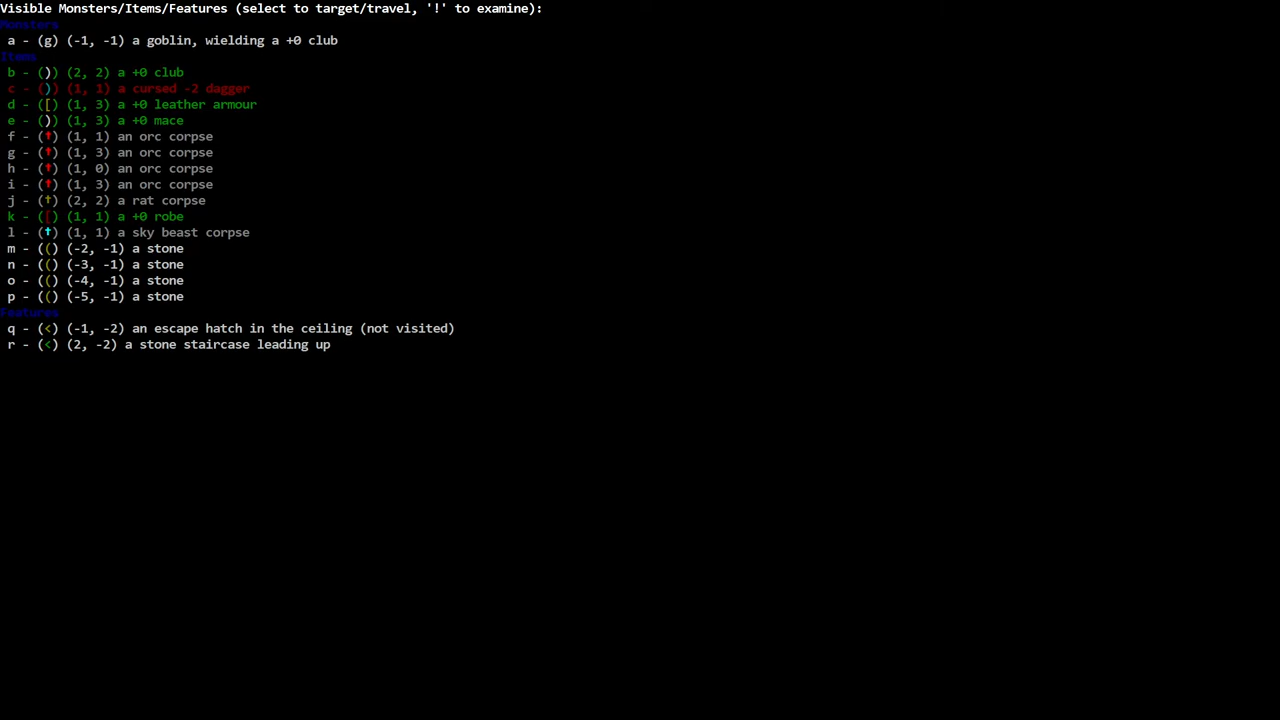 Visible Monsters/Items/Features (select to target/travel, '!' to examine):
Monsters
a - (g) (-1, -1) a goblin, wielding a +0 club
Items
b - ()) (2, 2) a +0 club
c - ()) (1, 1) a cursed -2 dagger
d - ([) (1, 3) a +0 leather armour
e - ()) (1, 3) a +0 mace
f - (†) (1, 1) an orc corpse
g - (†) (1, 3) an orc corpse
h - (†) (1, 0) an orc corpse
i - (†) (1, 3) an orc corpse
j - (†) (2, 2) a rat corpse
k - ([) (1, 1) a +0 robe
l - (†) (1, 1) a sky beast corpse
m - (() (-2, -1) a stone
n - (() (-3, -1) a stone
o - (() (-4, -1) a stone
p - (() (-5, -1) a stone
Features
q - (<) (-1, -2) an escape hatch in the ceiling (not visited)
r - (<) (2, -2) a stone staircase leading up